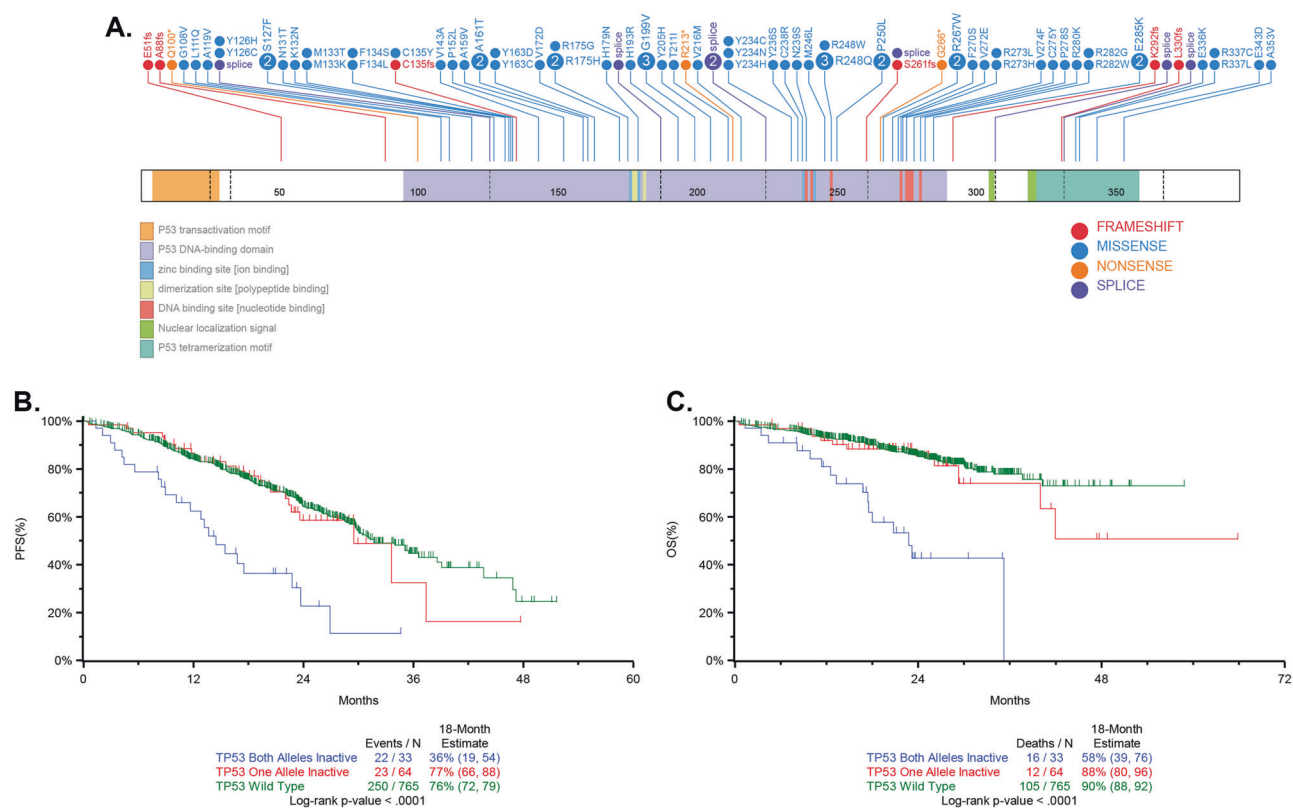 A.
E51fs
A88fs
Q100*
G108V
L111Q
A119V
Y126H
Y126C
splice
2
S127F
N131T
K132N
M133T
M133K
F134S
F134L
C135Y
C135fs
V143A
P152L
A159V
2
A161T
Y163D
Y163C
V172D
2
R175G
R175H
H179N
splice
H193R
3
G199V
Y205H
T211I
R213*
V216M
2
splice
Y234C
Y234N
Y234H
Y236S
C238R
N239S
M246L
3
R248W
R248Q
2
P250L
splice
S261fs
G266*
2
R267W
F270S
V272E
R273L
R273H
V274F
C275Y
P278S
R280K
R282G
R282W
2
E285K
K292fs
splice
L330fs
splice
G334V
E336K
R337C
R337L
E343D
A353V
50 100 150 200 250 300 350
P53 transactivation motif
P53 DNA-binding domain
zinc binding site [ion binding]
dimerization site [polypeptide binding]
DNA binding site [nucleotide binding]
Nuclear localization signal
P53 tetramerization motif
FRAMESHIFT
MISSENSE
NONSENSE
SPLICE
B.
100%
80%
60%
40%
20%
0%
PFS(%)
0 12 24 36 48 60
Months
18-Month
Events / N Estimate
TP53 Both Alleles Inactive 22 / 33 36% (19, 54)
TP53 One Allele Inactive 23 / 64 77% (66, 88)
TP53 Wild Type 250 / 765 76% (72, 79)
Log-rank p-value < .0001
C.
100%
80%
60%
40%
20%
0%
OS(%)
0 24 48 72
Months
18-Month
Deaths / N Estimate
TP53 Both Alleles Inactive 16 / 33 58% (39, 76)
TP53 One Allele Inactive 12 / 64 88% (80, 96)
TP53 Wild Type 105 / 765 90% (88, 92)
Log-rank p-value < .0001